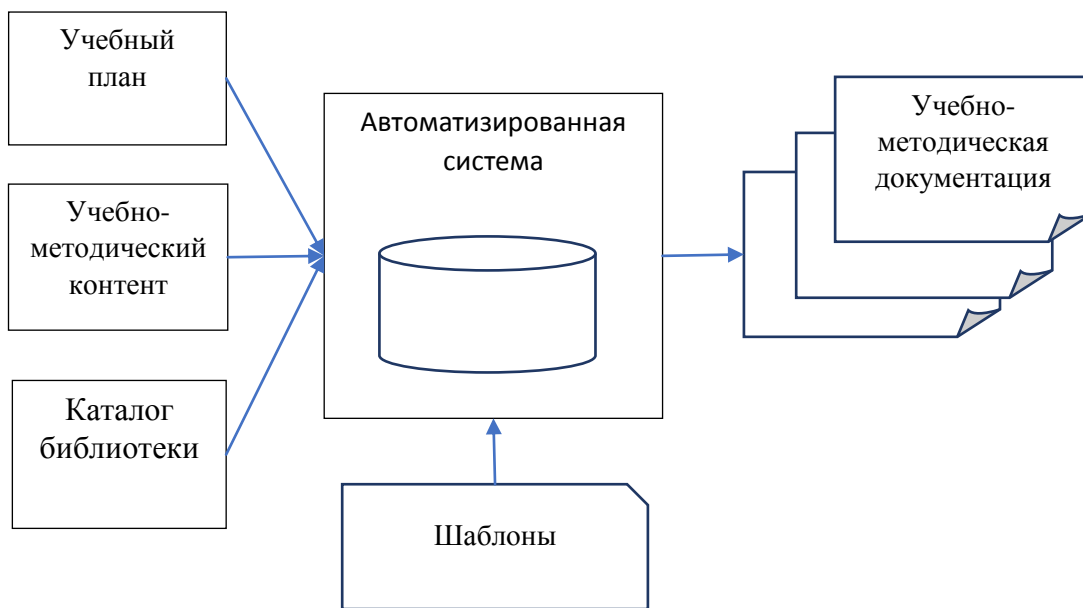 Учебный
план
Учебно-
методический
контент
Каталог
библиотеки
Автоматизированная
система
Шаблоны
Учебно-
методическая
документация